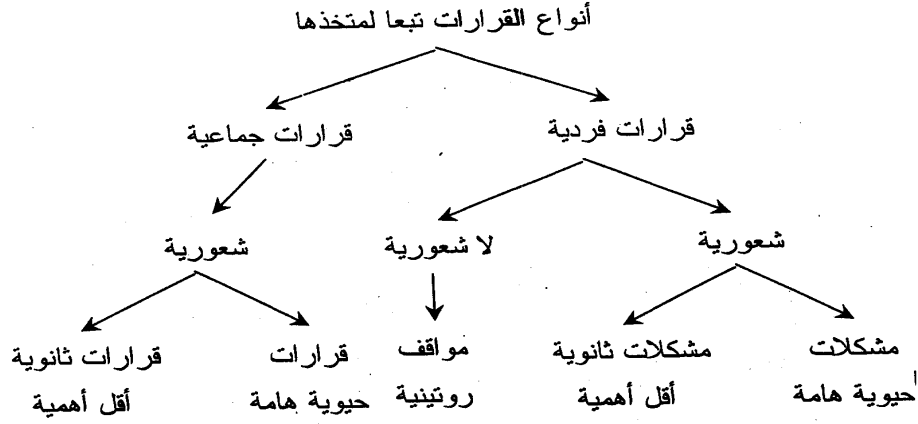 أنواع القرارات تبعا لمتخذها
قرارات فردية
قرارات جماعية
شعورية
لا شعورية
شعورية
مشكلات
حيوية هامة
مشكلات ثانوية
أقل أهمية
مواقف
روتينية
قرارات
حيوية هامة
قرارات ثانوية
أقل أهمية